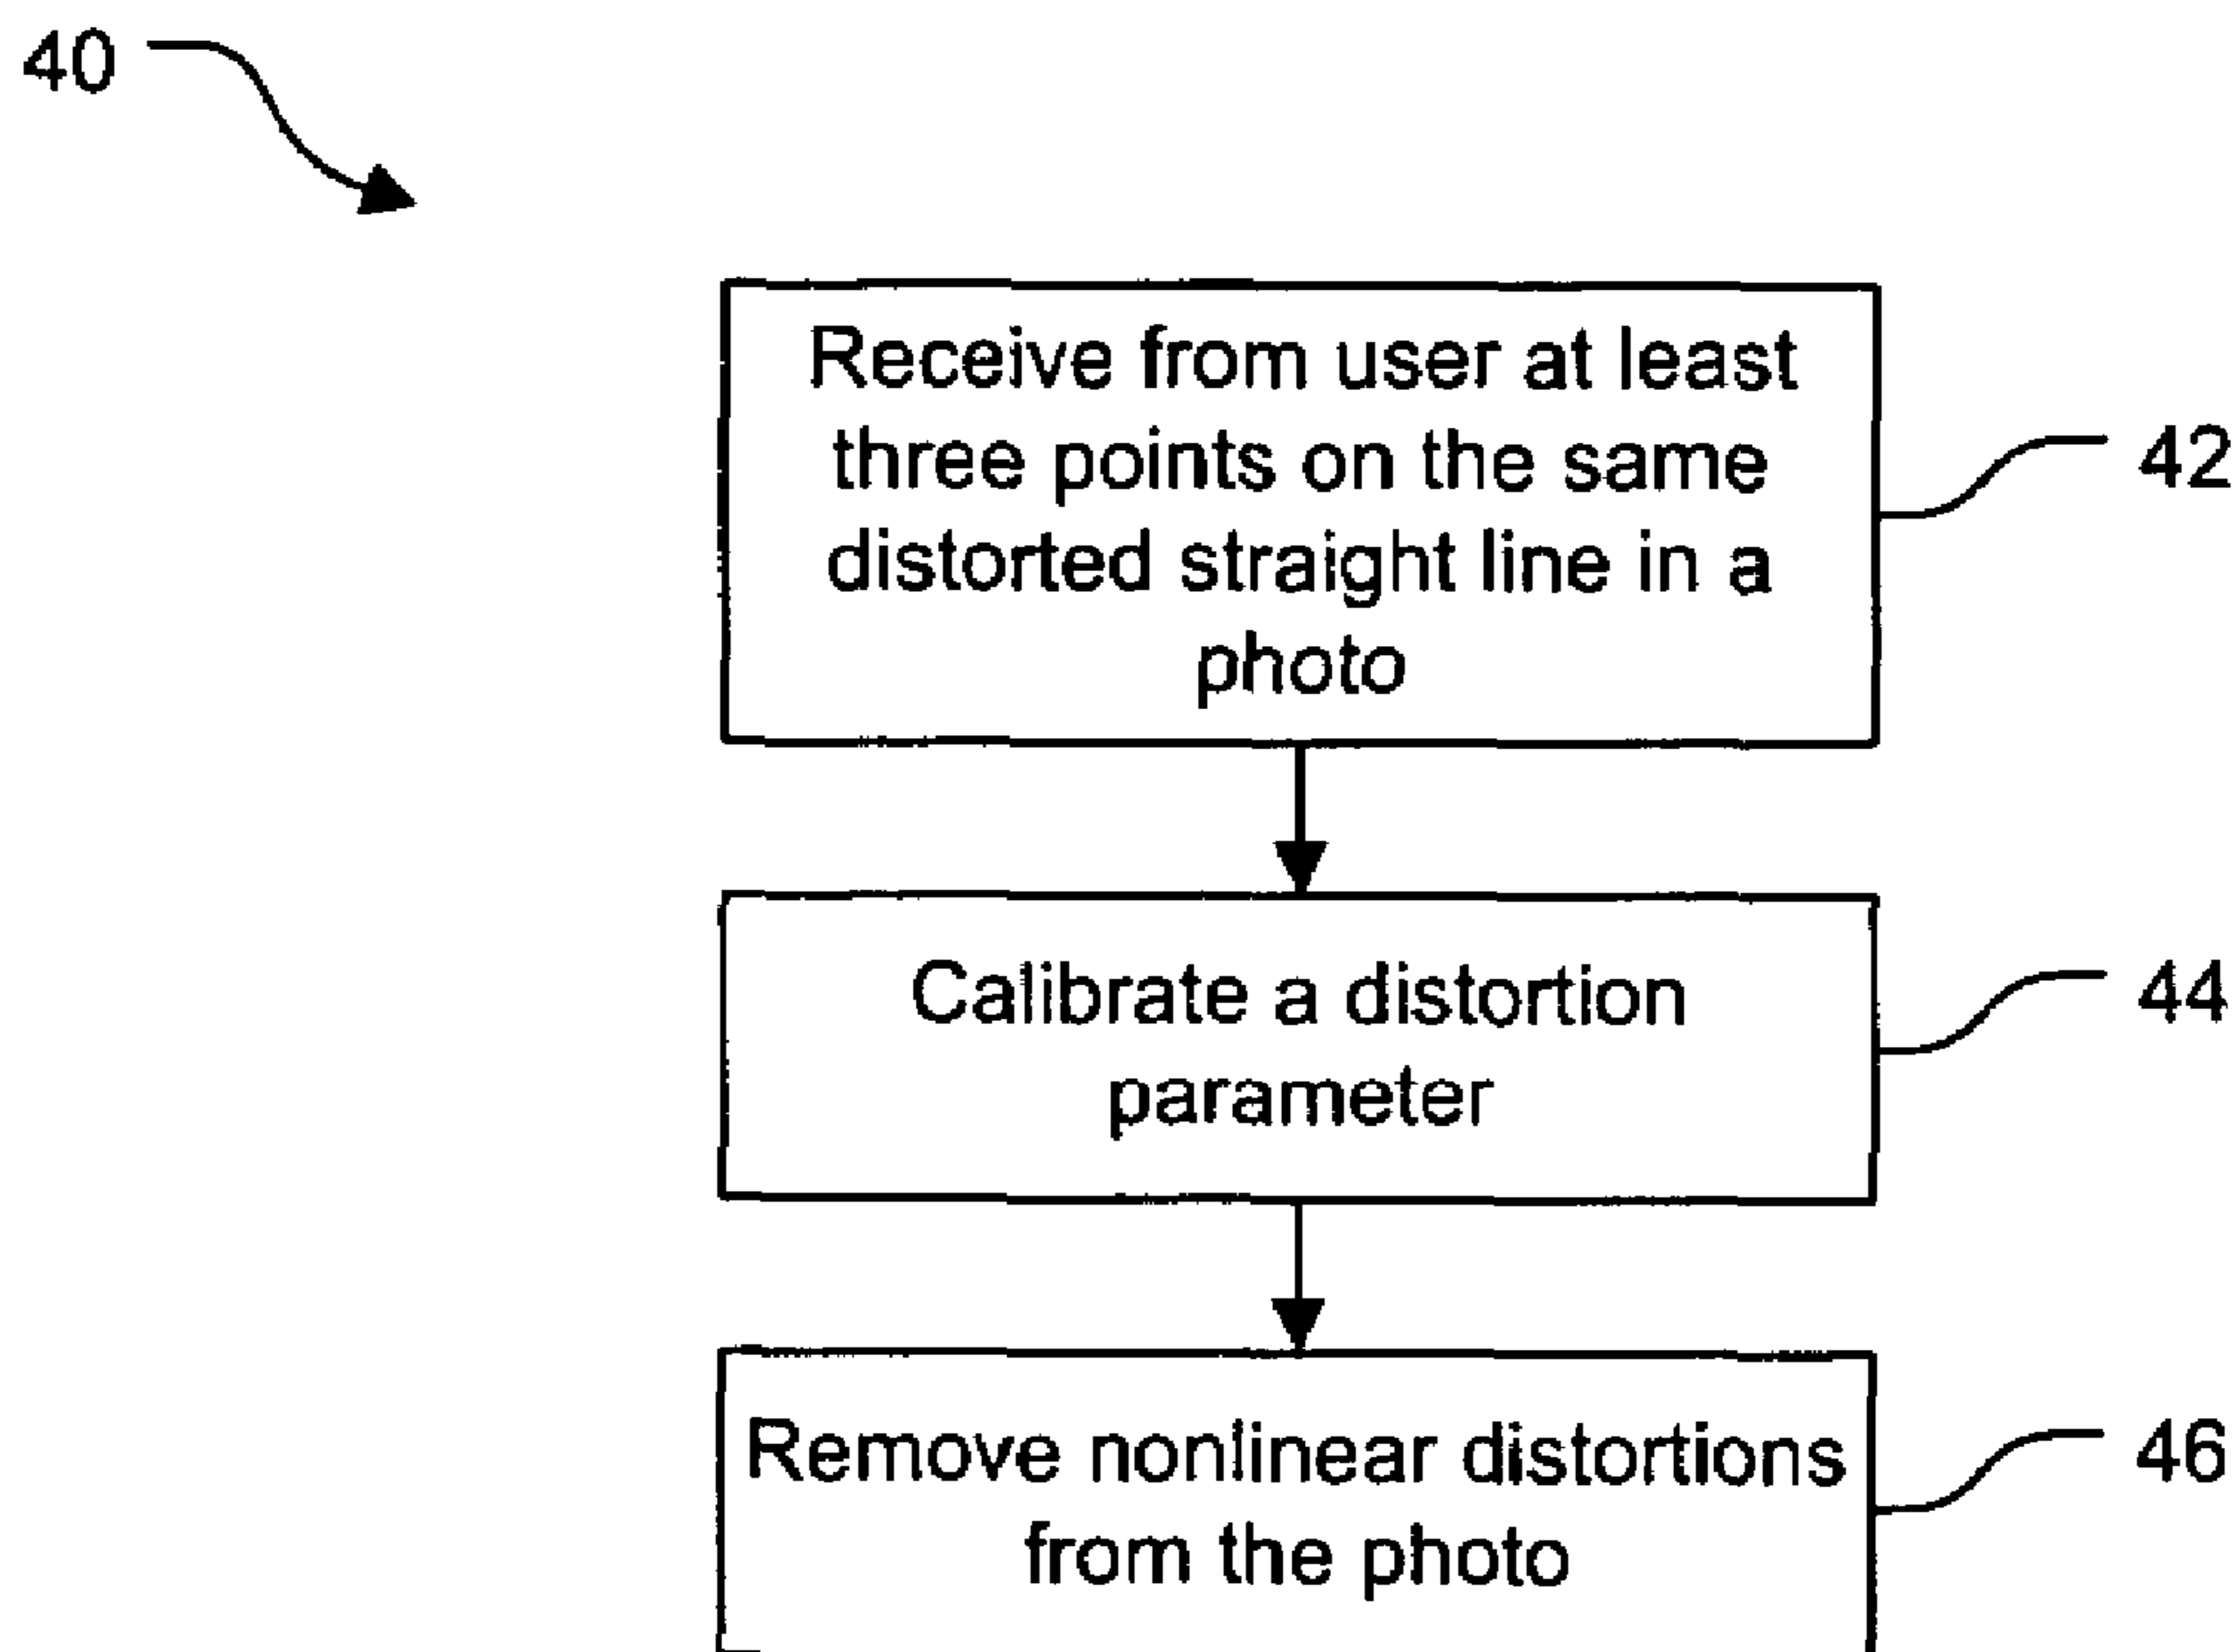 40
Receive from user at least
three points on the same
distorted straight line in a
photo
42
Calibrate a distortion
parameter
44
Remove nonlinear distortions
from the photo
46